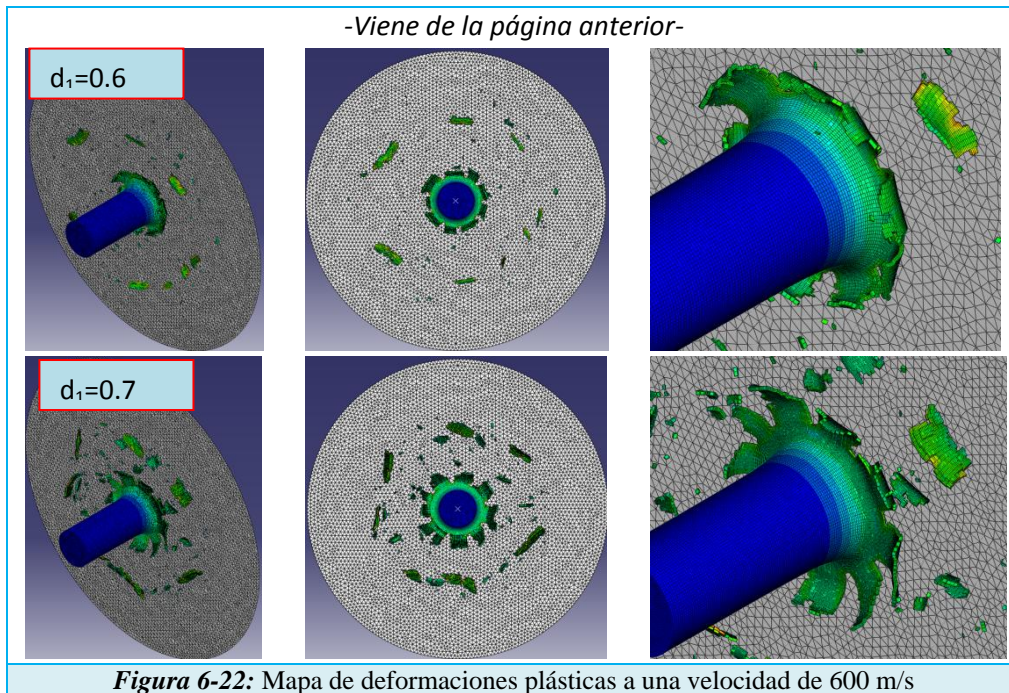 -Viene de la página anterior-
d₁=0.6
d₁=0.7
Figura 6-22: Mapa de deformaciones plásticas a una velocidad de 600 m/s